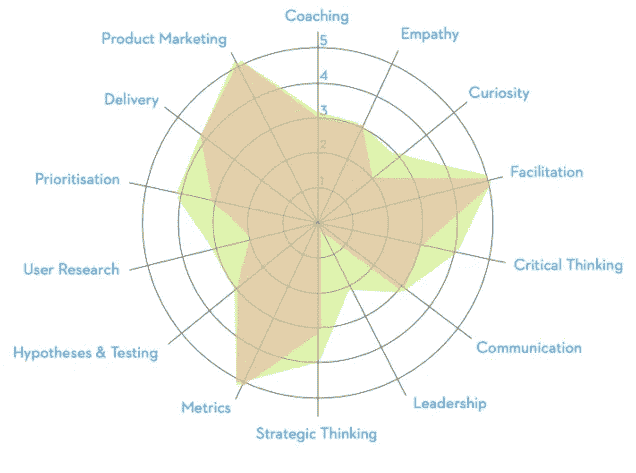 Coaching
Product Marketing
Empathy
5
Delivery
4
Curiosity
3
2
Prioritisation
1
Facilitation
User Research
Critical Thinking
Hypotheses & Testing
Communication
Metrics
Leadership
Strategic Thinking